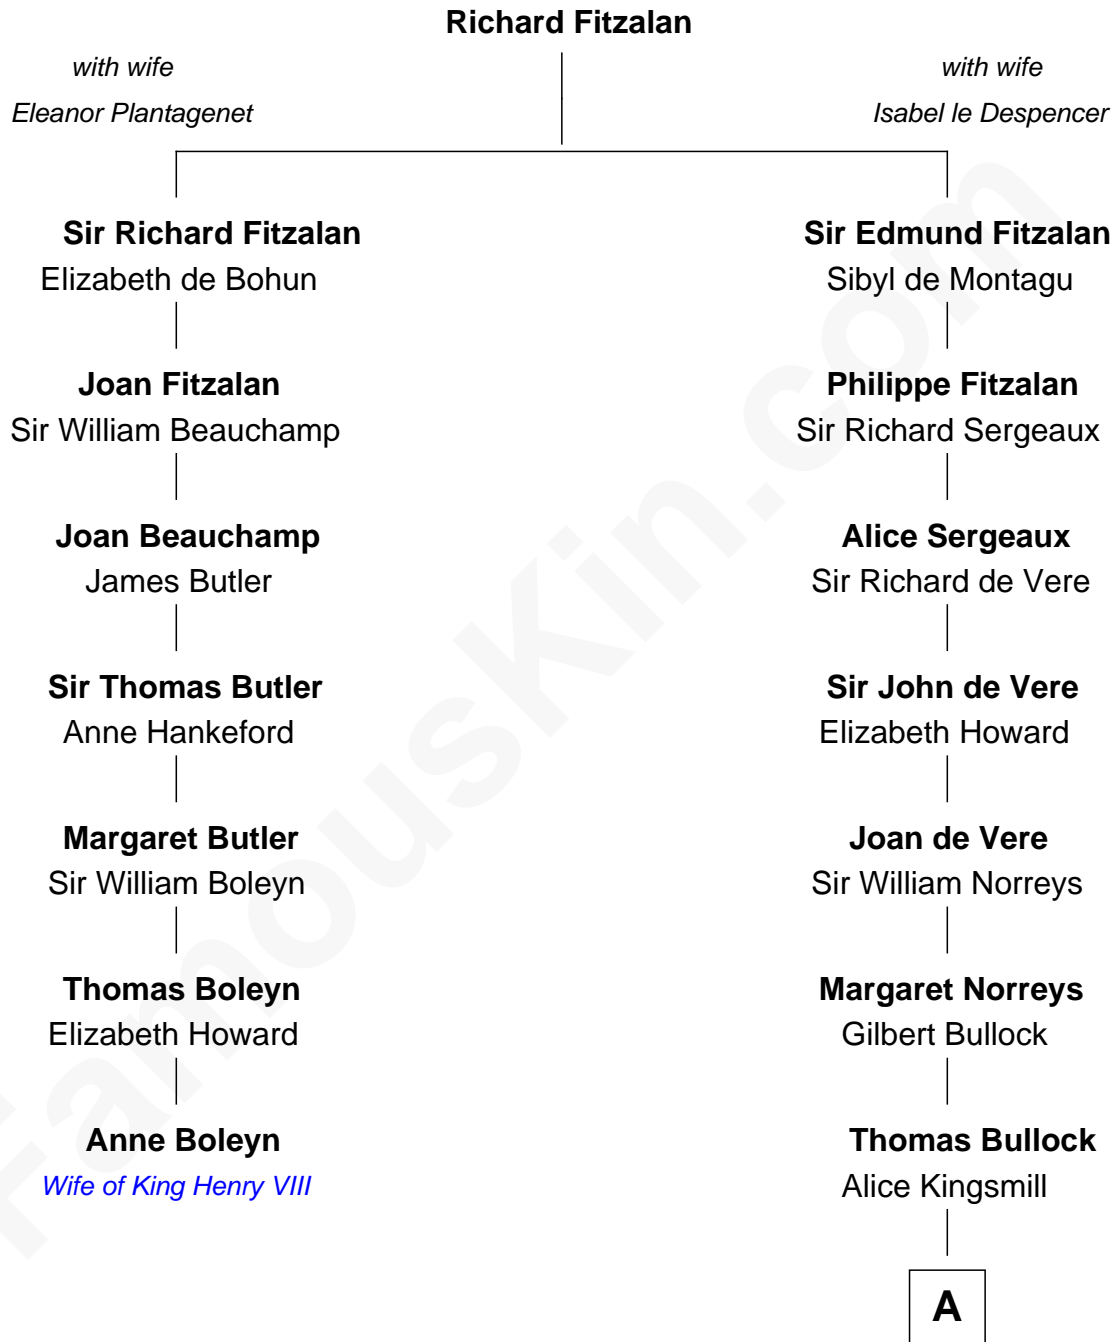 Richard Fitzalan
with wife
Eleanor Plantagenet
with wife
Isabel le Despencer
Sir Richard Fitzalan
Elizabeth de Bohun
Joan Fitzalan
Sir William Beauchamp
Joan Beauchamp
James Butler
Sir Thomas Butler
Anne Hankeford
Margaret Butler
Sir William Boleyn
Thomas Boleyn
Elizabeth Howard
Anne Boleyn
Wife of King Henry VIII
Sir Edmund Fitzalan
Sibyl de Montagu
Philippe Fitzalan
Sir Richard Sergeaux
Alice Sergeaux
Sir Richard de Vere
Sir John de Vere
Elizabeth Howard
Joan de Vere
Sir William Norreys
Margaret Norreys
Gilbert Bullock
Thomas Bullock
Alice Kingsmill
A
FamousKin.com